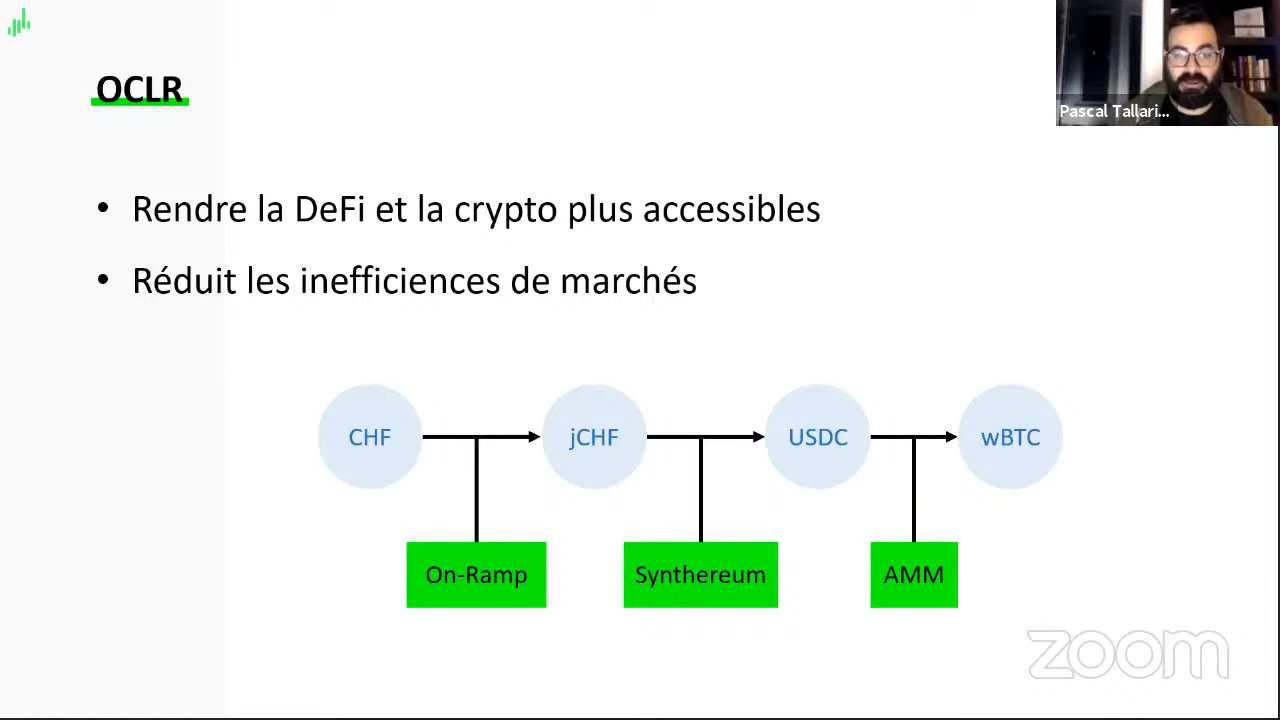 OCLR
Pascal Tallari...
• Rendre la DeFi et la crypto plus accessibles
• Réduit les inefficiences de marchés
CHF
jCHF
USDC
wBTC
On-Ramp
Synthereum
AMM
zoom